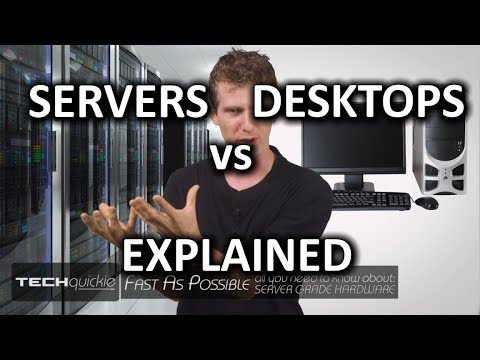 SERVERS DESKTOPS
vs
EXPLAINED
TECHquickie FAST AS POSSIBLE all you need to know about:
SERVER GRADE HARDWARE